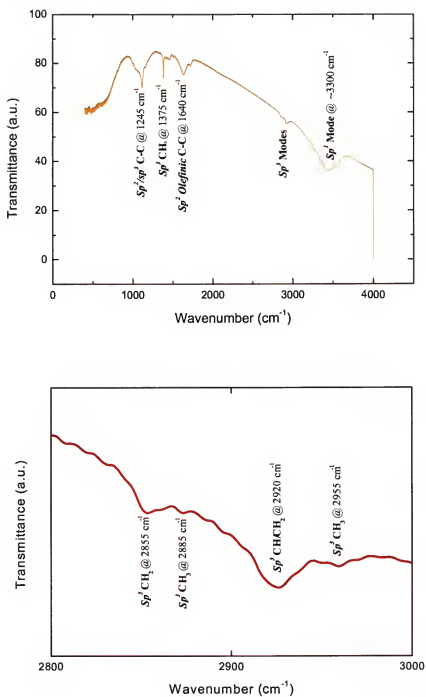 Transmittance (a.u.)
100
80
60
40
20
0
Sp²/sp³ C-C @ 1245 cm⁻¹
Sp³ CH, @ 1375 cm⁻¹
Sp² Olefinic C-C @ 1640 cm⁻¹
Sp³ Modes
Sp¹ Mode @ ~3300 cm⁻¹
0 1000 2000 3000 4000
Wavenumber (cm⁻¹)
Transmittance (a.u.)
Sp³ CH₂ @ 2855 cm⁻¹
Sp³ CH₃ @ 2885 cm⁻¹
Sp³ CH/CH₂ @ 2920 cm⁻¹
Sp³ CH₃ @ 2955 cm⁻¹
2800 2900 3000
Wavenumber (cm⁻¹)